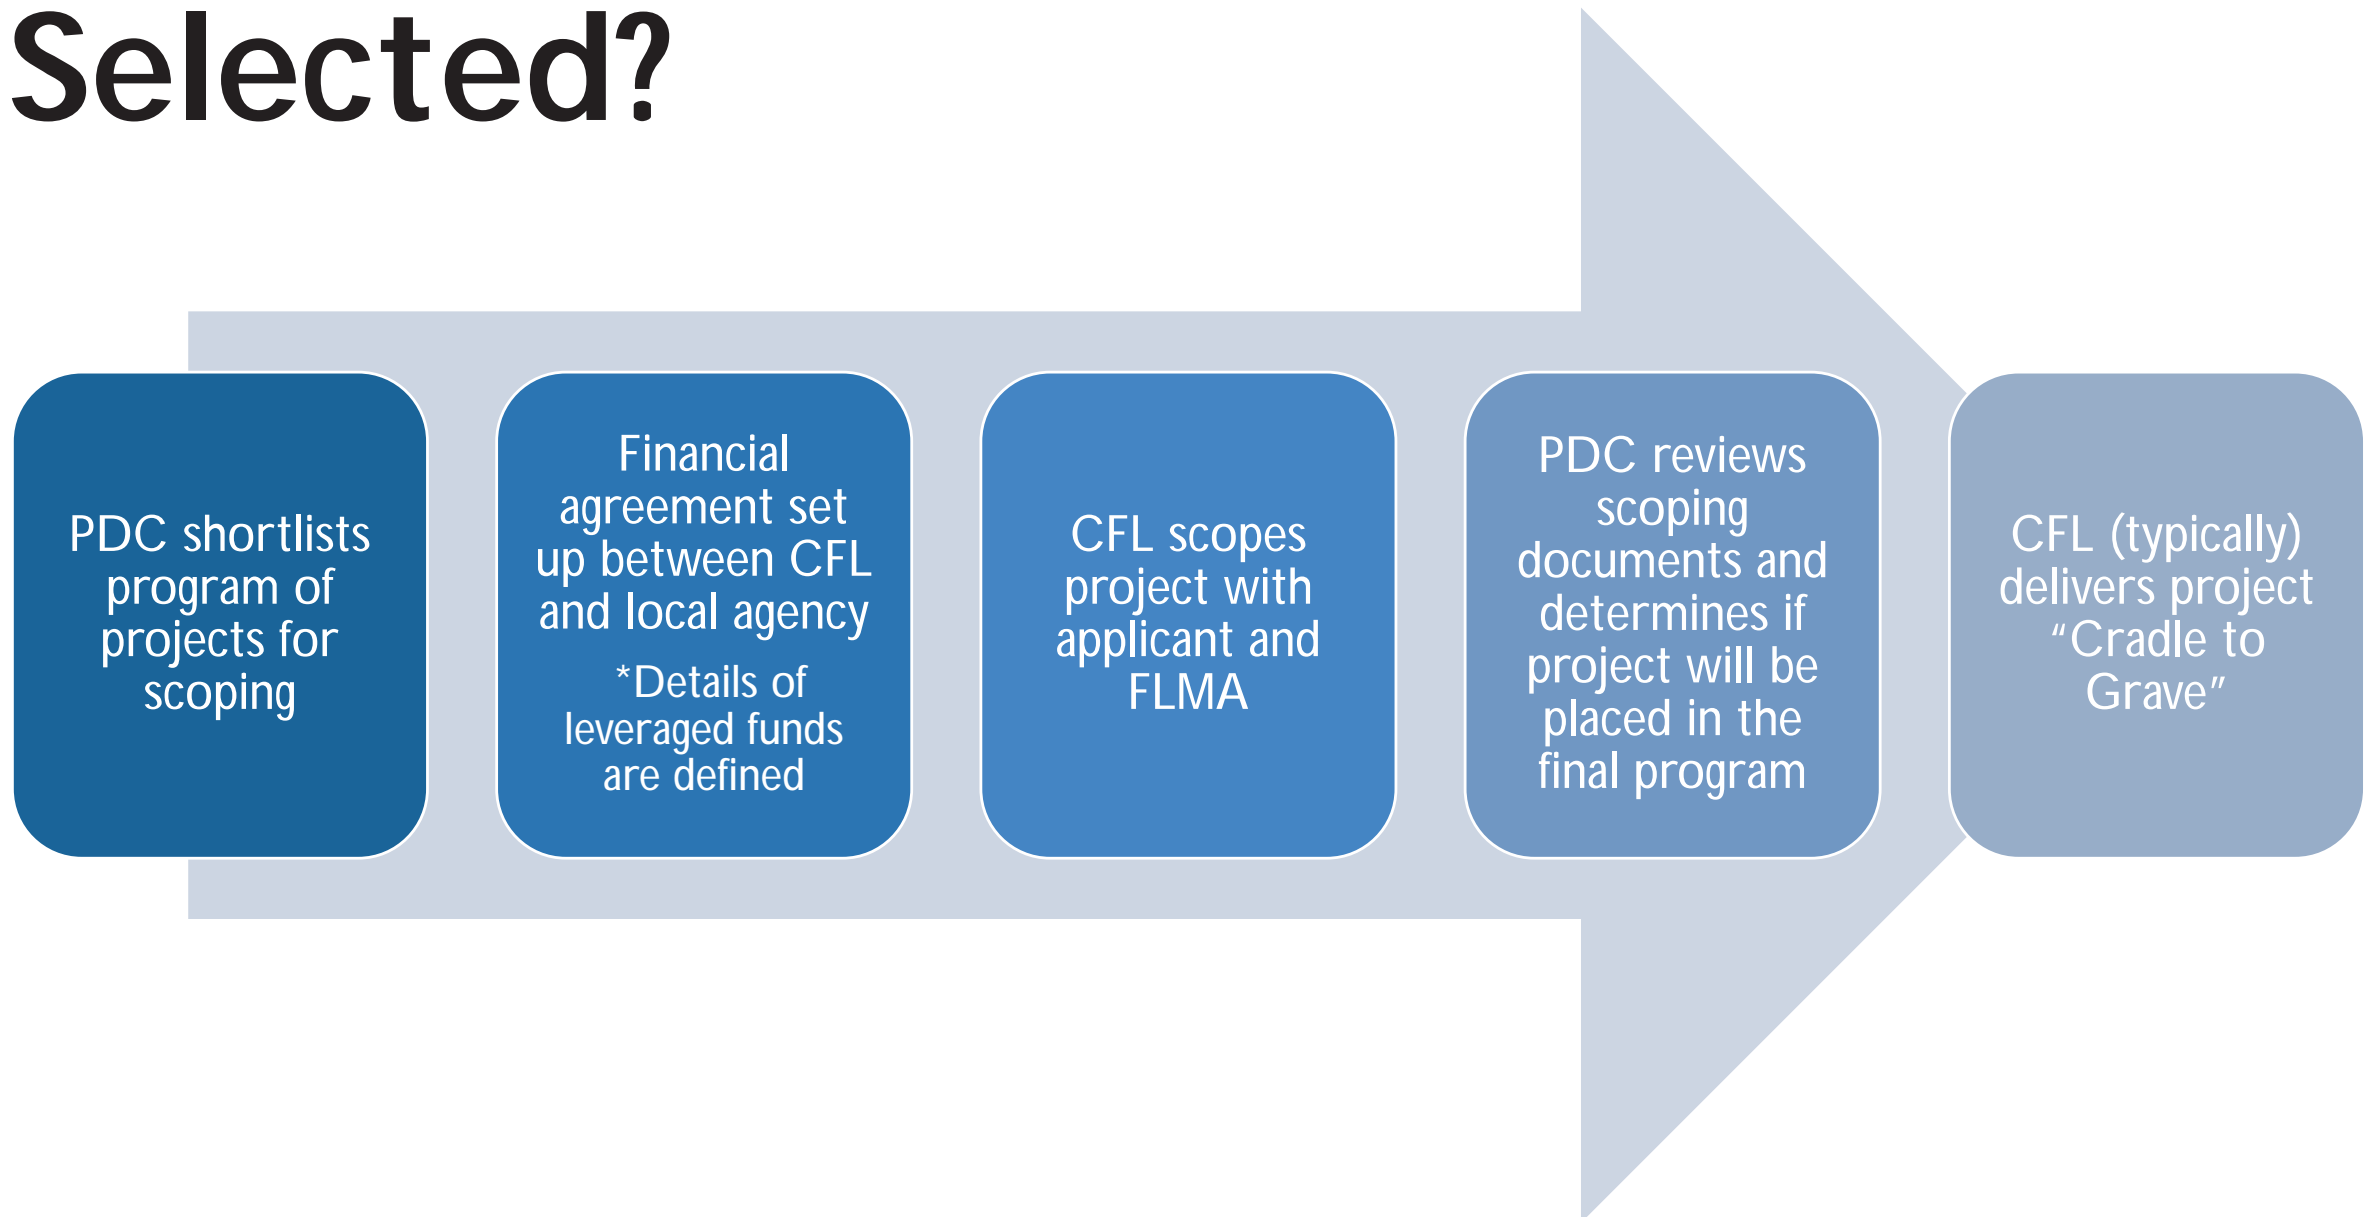 Selected?
PDC shortlists
program of
projects for
scoping
Financial
agreement set
up between CFL
and local agency
*Details of
leveraged funds
are defined
CFL scopes
project with
applicant and
FLMA
PDC reviews
scoping
documents and
determines if
project will be
placed in the
final program
CFL (typically)
delivers project
“Cradle to
Grave”